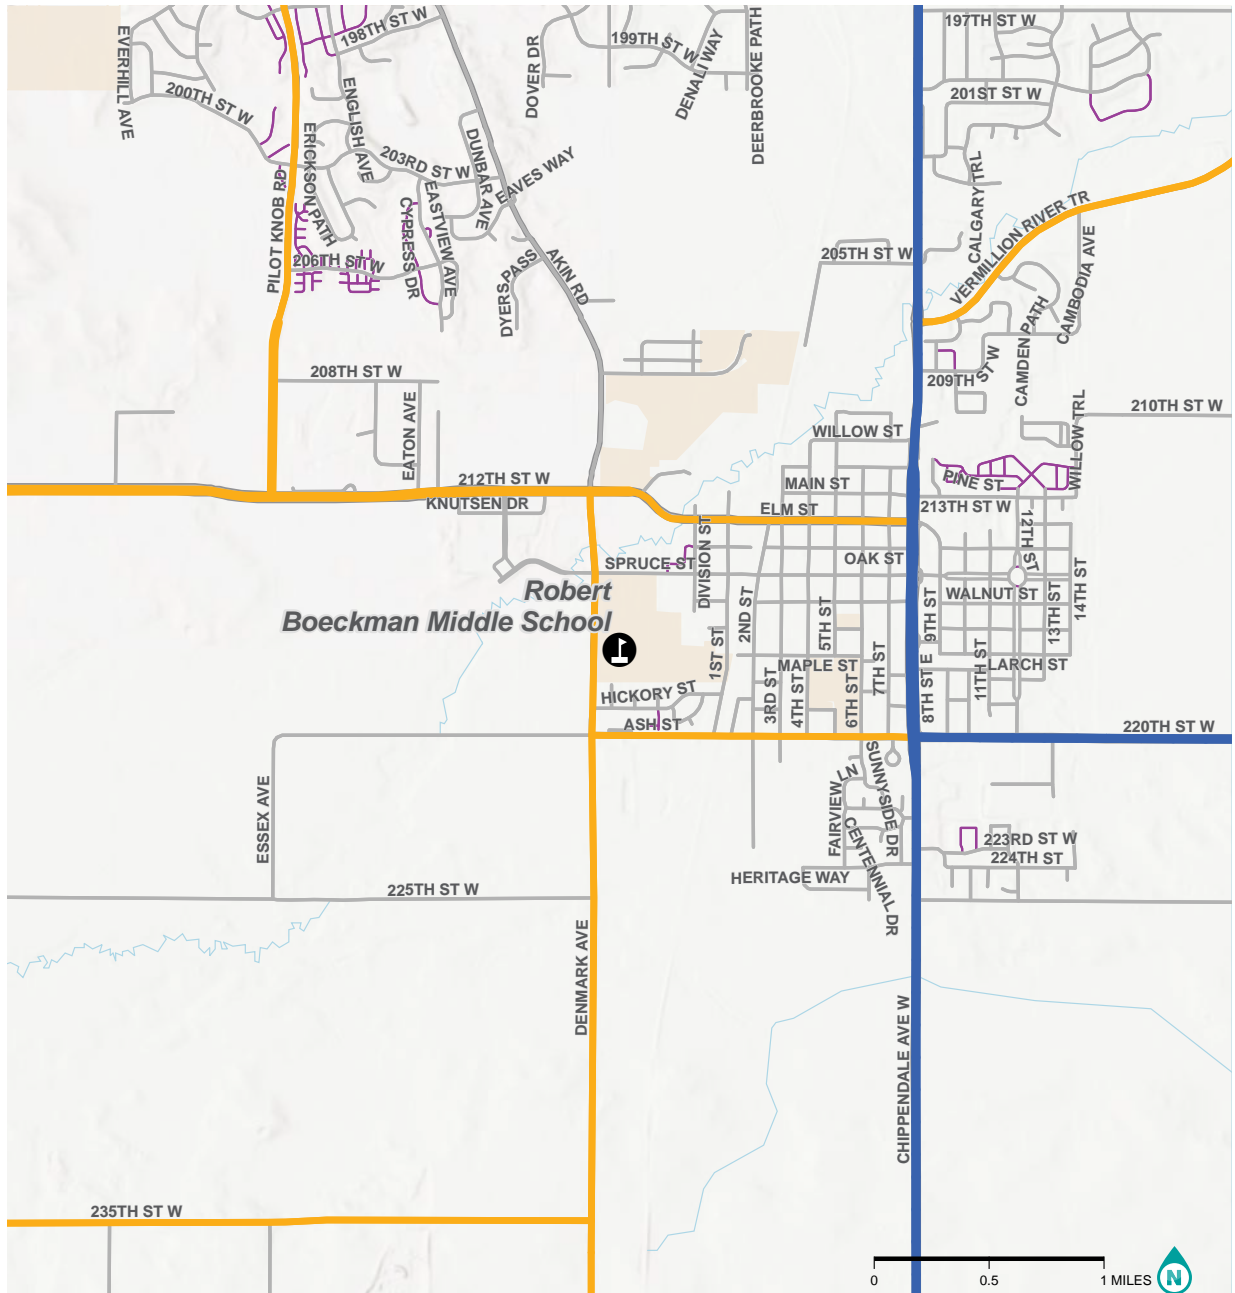 197TH ST W
198TH ST W
199TH ST W
EVERHILL AVE
200TH ST W
ENGLISH AVE
DOVER DR
DENALI WAY
DEERBROOKE PATH
201ST ST W
ERICKSON PATH
203RD ST W
DUNBAR AVE
EAVES WAY
CALGARY TRL
PILOT KNOB RD
CYPRESS DR
EASTVIEW AVE
VERMILLION RIVER TR
206TH ST W
DYERS PASS
AKIN RD
205TH ST W
CAMBODIA AVE
CAMDEN PATH
208TH ST W
209TH ST W
EATON AVE
210TH ST W
WILLOW ST
WILLOW TRL
212TH ST W
MAIN ST
PINE ST
KNUTSEN DR
ELM ST
213TH ST W
12TH ST
SPRUCE ST
DIVISION ST
OAK ST
Robert
Boeckman Middle School
WALNUT ST
2ND ST
5TH ST
9TH ST
13TH ST
14TH ST
1ST ST
MAPLE ST
7TH ST
LARCH ST
HICKORY ST
3RD ST
4TH ST
6TH ST
8TH ST E
11TH ST
ASH ST
220TH ST W
ESSEX AVE
FAIRVIEW LN
SUNNYSIDE DR
CENTENNIAL DR
223RD ST W
224TH ST
225TH ST W
HERITAGE WAY
DENMARK AVE
CHIPPENDALE AVE W
235TH ST W
0 0.5 1 MILES
N